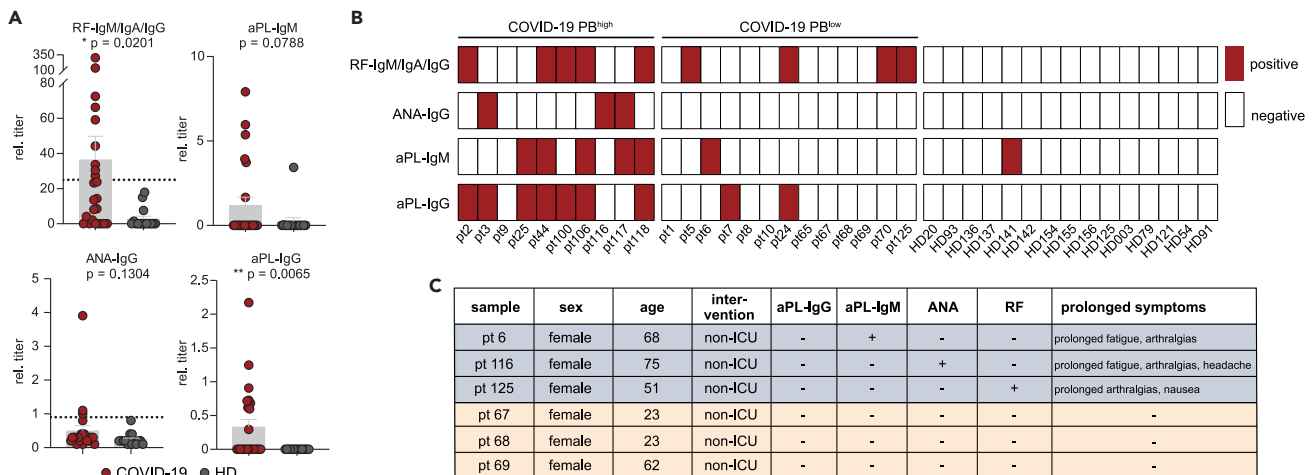 A
RF-IgM/IgA/IgG
* p = 0.0201
350
100
80
60
40
20
0
rel. titer
aPL-IgM
p = 0.0788
10
5
0
rel. titer
ANA-IgG
p = 0.1304
5
4
3
2
1
0
rel. titer
aPL-IgG
** p = 0.0065
2.5
2
1.5
1
0.5
0
rel. titer
COVID-19 HD
B
COVID-19 PBhigh COVID-19 PBlow
RF-IgM/IgA/IgG
ANA-IgG
aPL-IgM
aPL-IgG
positive
negative
pt2 pt3 pt9 pt25 pt44 pt100 pt106 pt116 pt117 pt118 pt1 pt5 pt6 pt7 pt8 pt10 pt24 pt65 pt67 pt68 pt69 pt70 pt125 HD20 HD93 HD136 HD137 HD141 HD142 HD154 HD155 HD156 HD125 HD003 HD79 HD121 HD54 HD91
C
sample sex age inter-vention aPL-IgG aPL-IgM ANA RF prolonged symptoms
pt 6 female 68 non-ICU - + - - prolonged fatigue, arthralgias
pt 116 female 75 non-ICU - - + - prolonged fatigue, arthralgias, headache
pt 125 female 51 non-ICU - - - + prolonged arthralgias, nausea
pt 67 female 23 non-ICU - - - - -
pt 68 female 23 non-ICU - - - - -
pt 69 female 62 non-ICU - - - - -